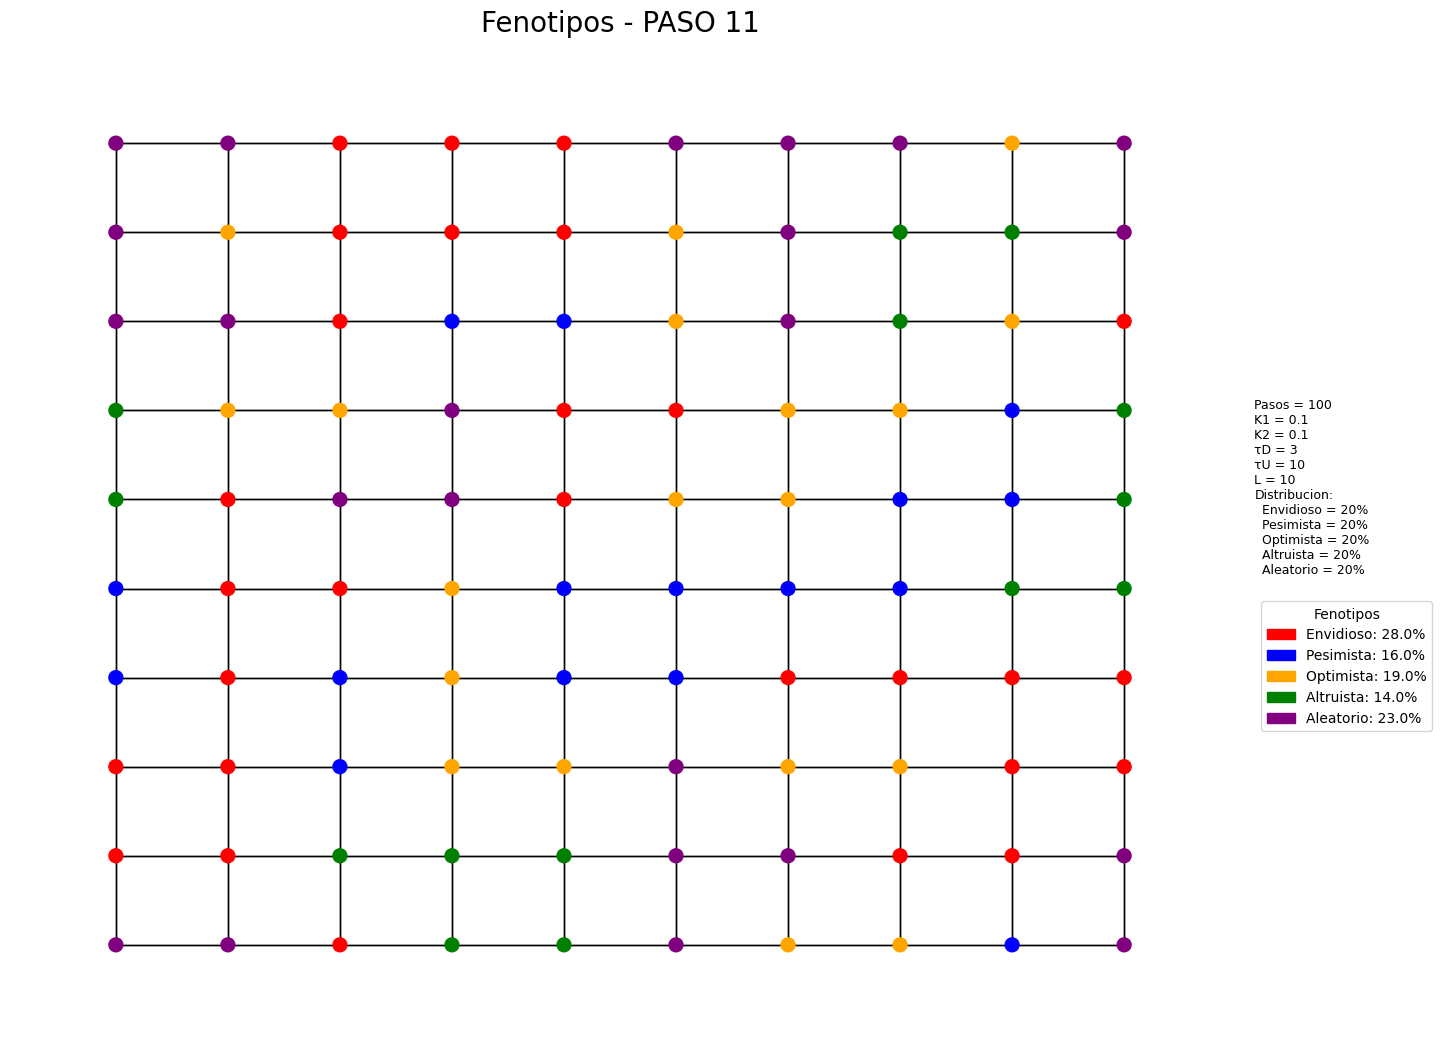 Fenotipos - PASO 11
Pasos = 100
K1 = 0.1
K2 = 0.1
τD = 3
τU = 10
L = 10
Distribucion:
Envidioso = 20%
Pesimista = 20%
Optimista = 20%
Altruista = 20%
Aleatorio = 20%
Fenotipos
Envidioso: 28.0%
Pesimista: 16.0%
Optimista: 19.0%
Altruista: 14.0%
Aleatorio: 23.0%